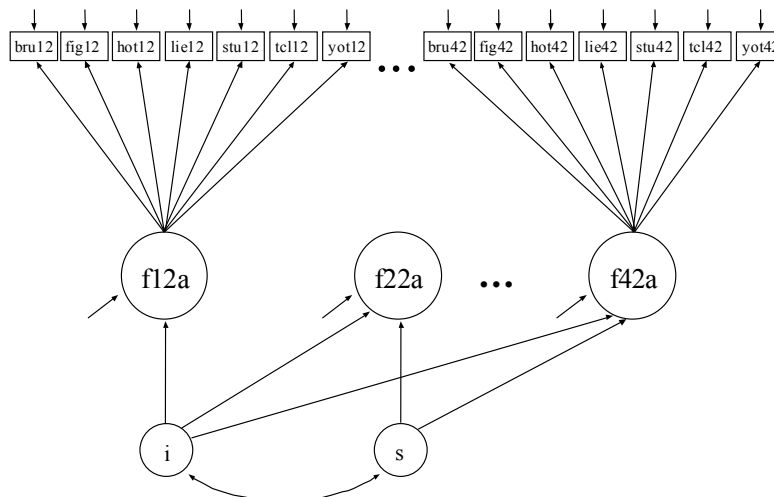 bru12 fig12 hot12 lie12 stu12 tcl12 yot12 ... bru42 fig42 hot42 lie42 stu42 tcl42 yot42
f12a f22a ... f42a
i s